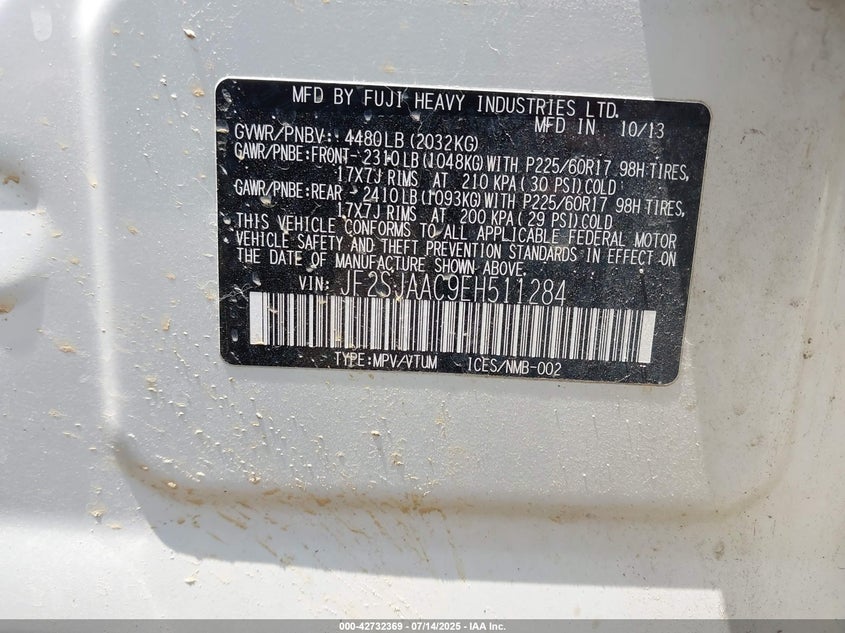 MFD BY FUJI HEAVY INDUSTRIES LTD.
MFD IN 10/13
GVWR/PNBV: 4480LB (2032KG)
GAWR/PNBE:FRONT- 2310LB(1048KG)WITH P225/60R17 98H TIRES,
17X7J RIMS AT 210 KPA(30 PSI)COLD
GAWR/PNBE:REAR - 2410LB(1093KG)WITH P225/60R17 98H TIRES,
17X7J RIMS AT 200 KPA(29 PSI)COLD
THIS VEHICLE CONFORMS TO ALL APPLICABLE FEDERAL MOTOR
VEHICLE SAFETY AND THEFT PREVENTION STANDARDS IN EFFECT ON
THE DATE OF MANUFACTURE SHOWN ABOVE.
VIN: JF2SJAAC9EH511284
TYPE:MPV/VTUM ICES/NMB-002
000-42732369 - 07/14/2025 - IAA Inc.